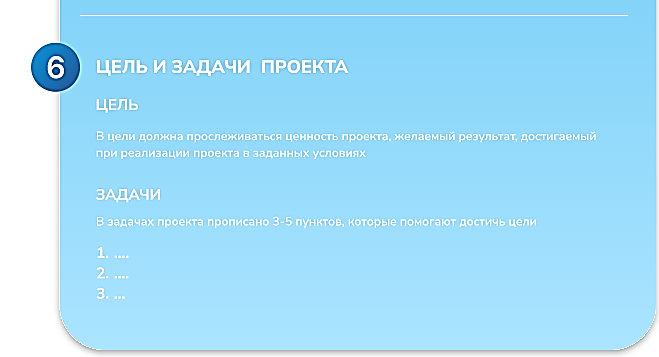 6
ЦЕЛЬ И ЗАДАЧИ ПРОЕКТА
ЦЕЛЬ
В цели должна прослеживаться ценность проекта, желаемый результат, достигаемый
при реализации проекта в заданных условиях
ЗАДАЧИ
В задачах проекта прописано 3-5 пунктов, которые помогают достичь цели
1. ....
2. ....
3. ...